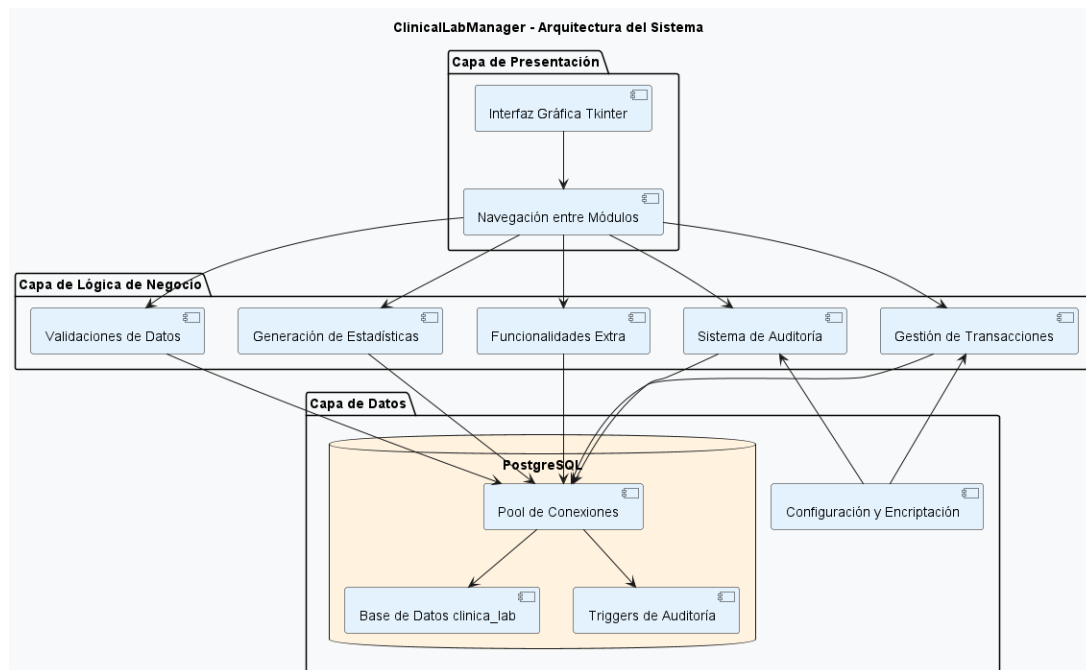 ClinicalLabManager - Arquitectura del Sistema
Capa de Presentación
Interfaz Gráfica Tkinter
Navegación entre Módulos
Capa de Lógica de Negocio
Validaciones de Datos
Generación de Estadísticas
Funcionalidades Extra
Sistema de Auditoría
Gestión de Transacciones
Capa de Datos
PostgreSQL
Pool de Conexiones
Configuración y Encriptación
Base de Datos clinica_lab
Triggers de Auditoría